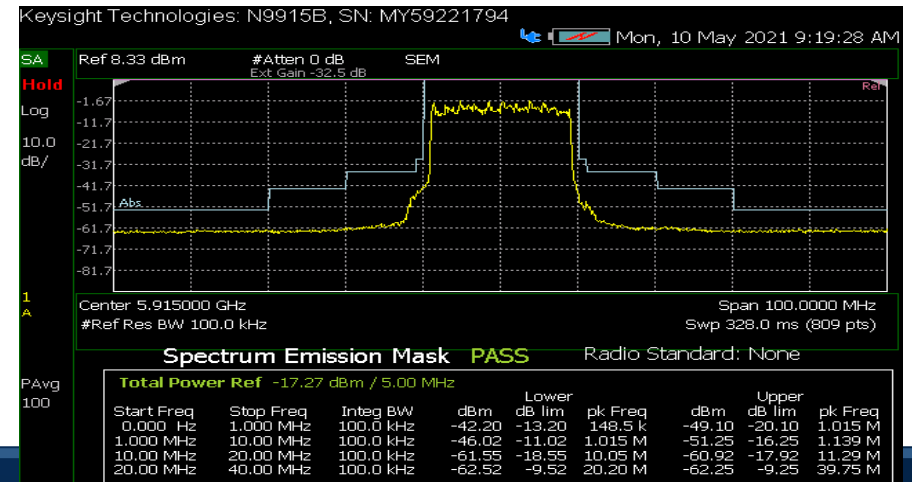 Keysight Technologies: N9915B, SN: MY59221794
Mon, 10 May 2021 9:19:28 AM
SA Ref 8.33 dBm #Atten 0 dB SEM
Ext Gain -32.5 dB
Hold
Ref
Log
-1.67
-11.7
10.0
dB/
-21.7
-31.7
-41.7
Abs
-51.7
-61.7
-71.7
-81.7
1
A
Center 5.915000 GHz Span 100.0000 MHz
#Ref Res BW 100.0 kHz Swp 328.0 ms (809 pts)
Spectrum Emission Mask PASS Radio Standard: None
PAvg
100
Total Power Ref -17.27 dBm / 5.00 MHz
Lower Upper
Start Freq Stop Freq Integ BW dBm dB lim pk Freq dBm dB lim pk Freq
0.000 Hz 1.000 MHz 100.0 kHz -42.20 -13.20 148.5 k -49.10 -20.10 1.015 M
1.000 MHz 10.00 MHz 100.0 kHz -46.02 -11.02 1.015 M -51.25 -16.25 1.139 M
10.00 MHz 20.00 MHz 100.0 kHz -61.55 -18.55 10.05 M -60.92 -17.92 11.29 M
20.00 MHz 40.00 MHz 100.0 kHz -62.52 -9.52 20.20 M -62.25 -9.25 39.75 M